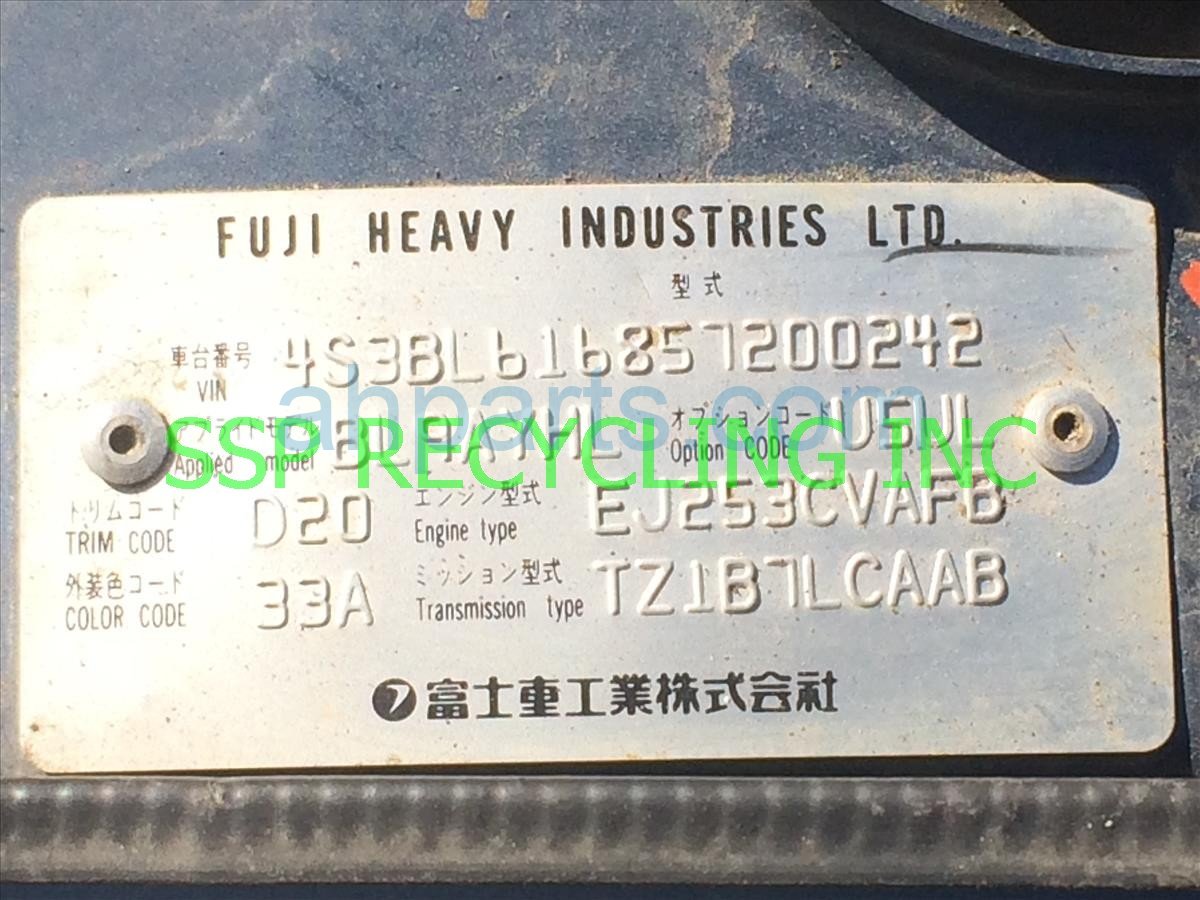 FUJI HEAVY INDUSTRIES LTD.
型式
車台番号 4S3BL616857200242
VIN
ahparts.com
SSP RECYCLING INC
オプションコード U5UL
Applied model Option CODE
トリムコード D20 エンジン型式 EJ253CVAFB
TRIM CODE Engine type
外装色コード 33A ミッション型式 TZ1B7LCAAB
COLOR CODE Transmission type
富士重工業株式会社